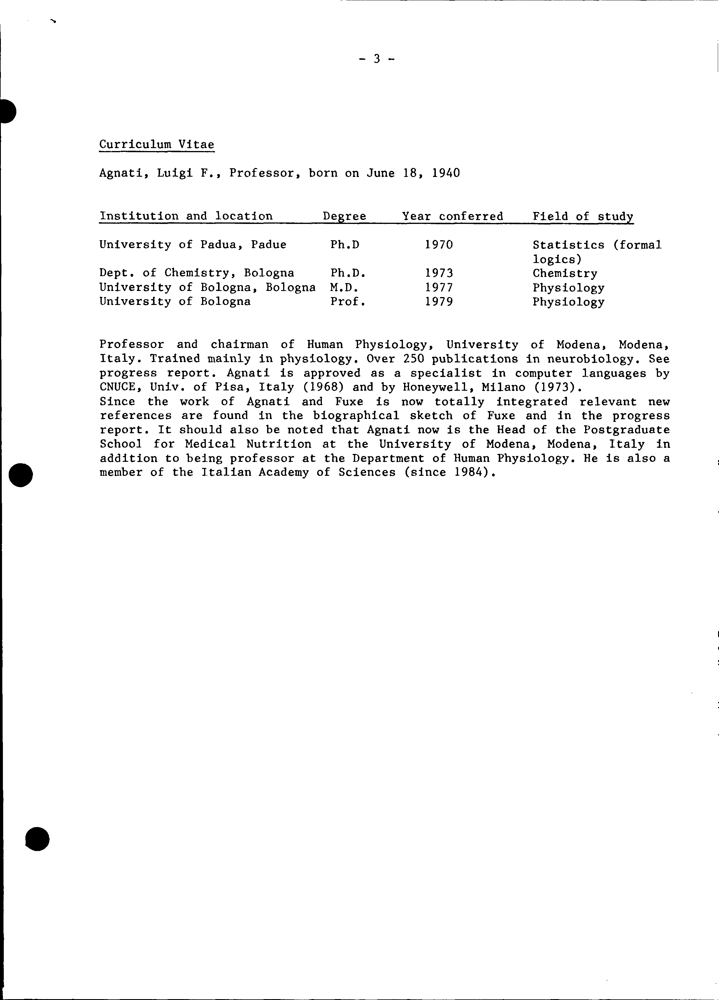 - 3 -
Curriculum Vitae
Agnati, Luigi F., Professor, born on June 18, 1940
Institution and location Degree Year conferred Field of study
University of Padua, Padue Ph.D 1970 Statistics (formal
logics)
Dept. of Chemistry, Bologna Ph.D. 1973 Chemistry
University of Bologna, Bologna M.D. 1977 Physiology
University of Bologna Prof. 1979 Physiology
Professor and chairman of Human Physiology, University of Modena, Modena,
Italy. Trained mainly in physiology. Over 250 publications in neurobiology. See
progress report. Agnati is approved as a specialist in computer languages by
CNUCE, Univ. of Pisa, Italy (1968) and by Honeywell, Milano (1973).
Since the work of Agnati and Fuxe is now totally integrated relevant new
references are found in the biographical sketch of Fuxe and in the progress
report. It should also be noted that Agnati now is the Head of the Postgraduate
School for Medical Nutrition at the University of Modena, Modena, Italy in
addition to being professor at the Department of Human Physiology. He is also a
member of the Italian Academy of Sciences (since 1984).